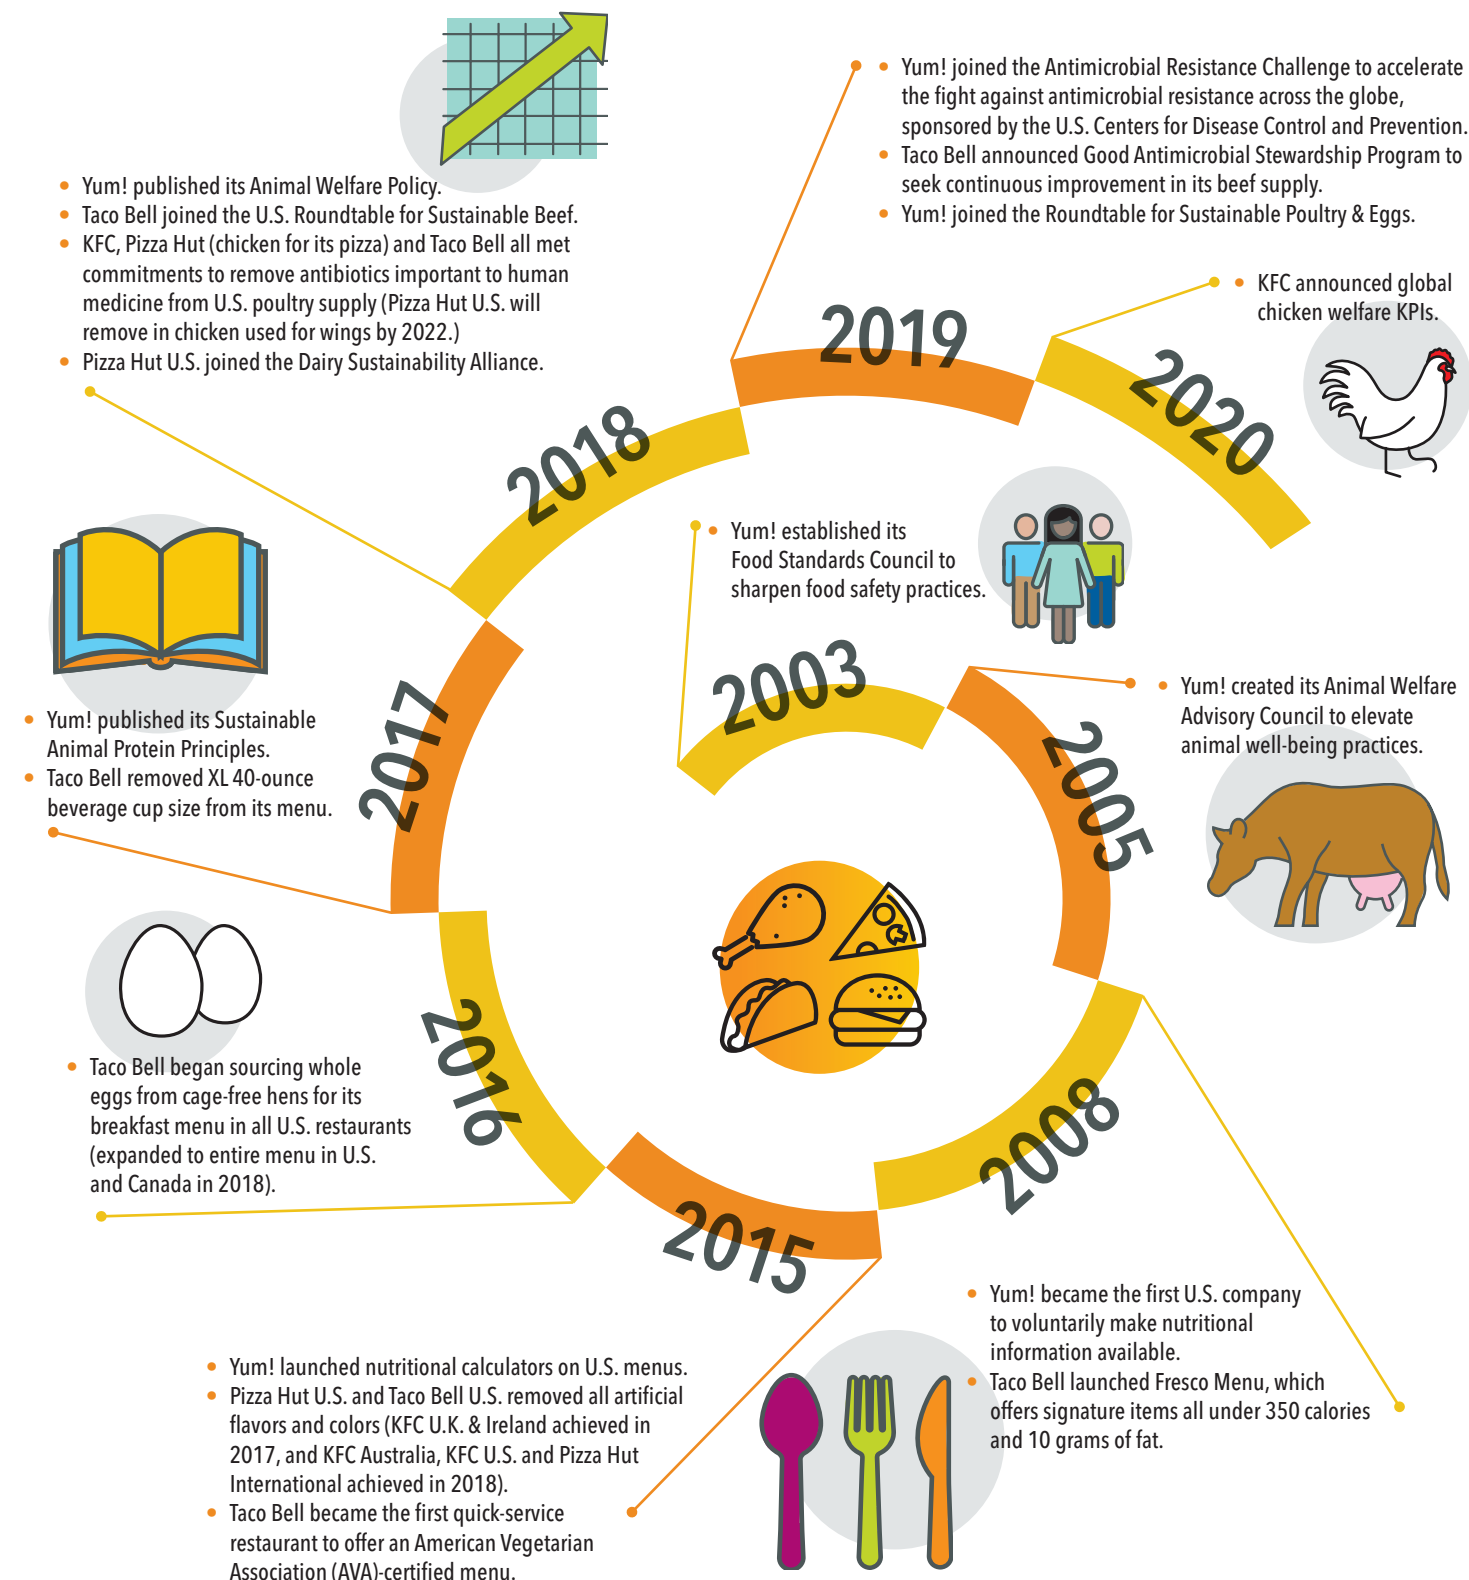 Yum! joined the Antimicrobial Resistance Challenge to accelerate
the fight against antimicrobial resistance across the globe,
sponsored by the U.S. Centers for Disease Control and Prevention.
Taco Bell announced Good Antimicrobial Stewardship Program to
seek continuous improvement in its beef supply.
Yum! joined the Roundtable for Sustainable Poultry & Eggs.
Yum! published its Animal Welfare Policy.
Taco Bell joined the U.S. Roundtable for Sustainable Beef.
KFC, Pizza Hut (chicken for its pizza) and Taco Bell all met
commitments to remove antibiotics important to human
medicine from U.S. poultry supply (Pizza Hut U.S. will
remove in chicken used for wings by 2022.)
Pizza Hut U.S. joined the Dairy Sustainability Alliance.
KFC announced global
chicken welfare KPIs.
2019
2020
2018
Yum! established its
Food Standards Council to
sharpen food safety practices.
2003
Yum! created its Animal Welfare
Advisory Council to elevate
animal well-being practices.
2005
2017
Yum! published its Sustainable
Animal Protein Principles.
Taco Bell removed XL 40-ounce
beverage cup size from its menu.
2016
Taco Bell began sourcing whole
eggs from cage-free hens for its
breakfast menu in all U.S. restaurants
(expanded to entire menu in U.S.
and Canada in 2018).
2008
2015
Yum! became the first U.S. company
to voluntarily make nutritional
information available.
Taco Bell launched Fresco Menu, which
offers signature items all under 350 calories
and 10 grams of fat.
Yum! launched nutritional calculators on U.S. menus.
Pizza Hut U.S. and Taco Bell U.S. removed all artificial
flavors and colors (KFC U.K. & Ireland achieved in
2017, and KFC Australia, KFC U.S. and Pizza Hut
International achieved in 2018).
Taco Bell became the first quick-service
restaurant to offer an American Vegetarian
Association (AVA)-certified menu.